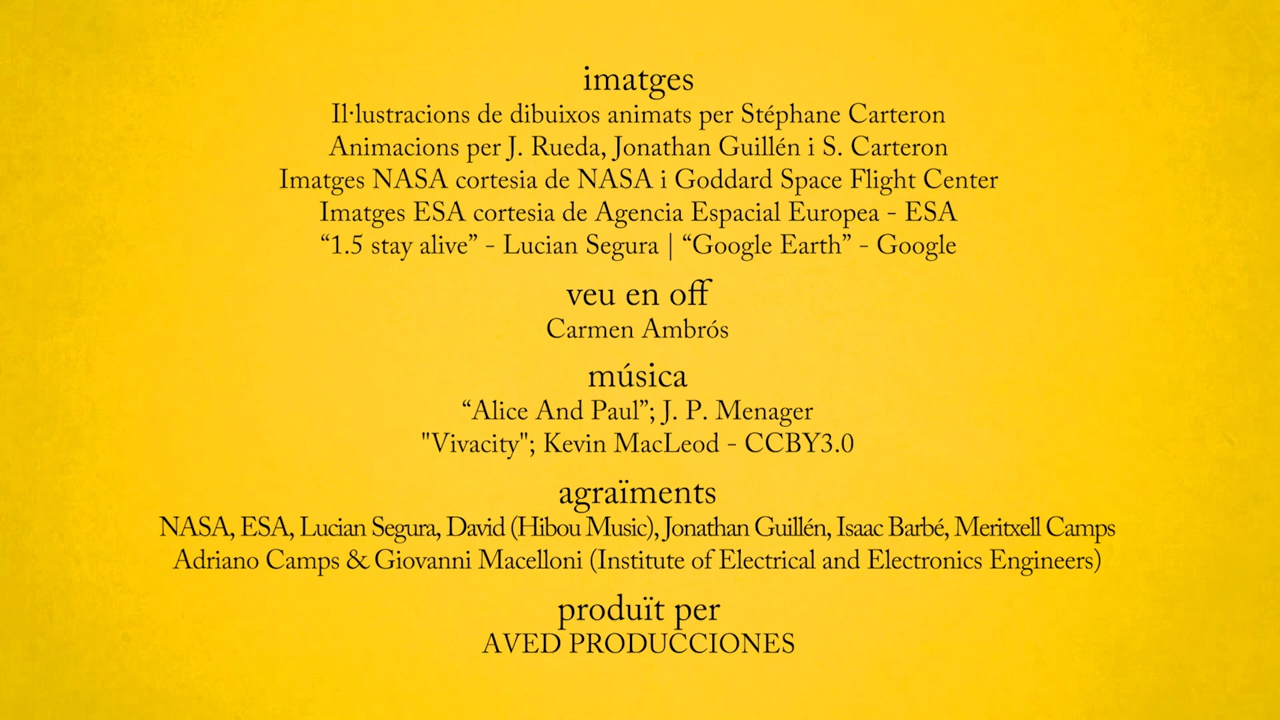 imatges
Il·lustracions de dibuixos animats per Stéphane Carteron
Animacions per J. Rueda, Jonathan Guillén i S. Carteron
Imatges NASA cortesia de NASA i Goddard Space Flight Center
Imatges ESA cortesia de Agencia Espacial Europea - ESA
“1.5 stay alive” - Lucian Segura | “Google Earth” - Google
veu en off
Carmen Ambrós
música
“Alice And Paul”; J. P. Menager
"Vivacity"; Kevin MacLeod - CCBY3.0
agraïments
NASA, ESA, Lucian Segura, David (Hibou Music), Jonathan Guillén, Isaac Barbé, Meritxell Camps
Adriano Camps & Giovanni Macelloni (Institute of Electrical and Electronics Engineers)
produït per
AVED PRODUCCIONES